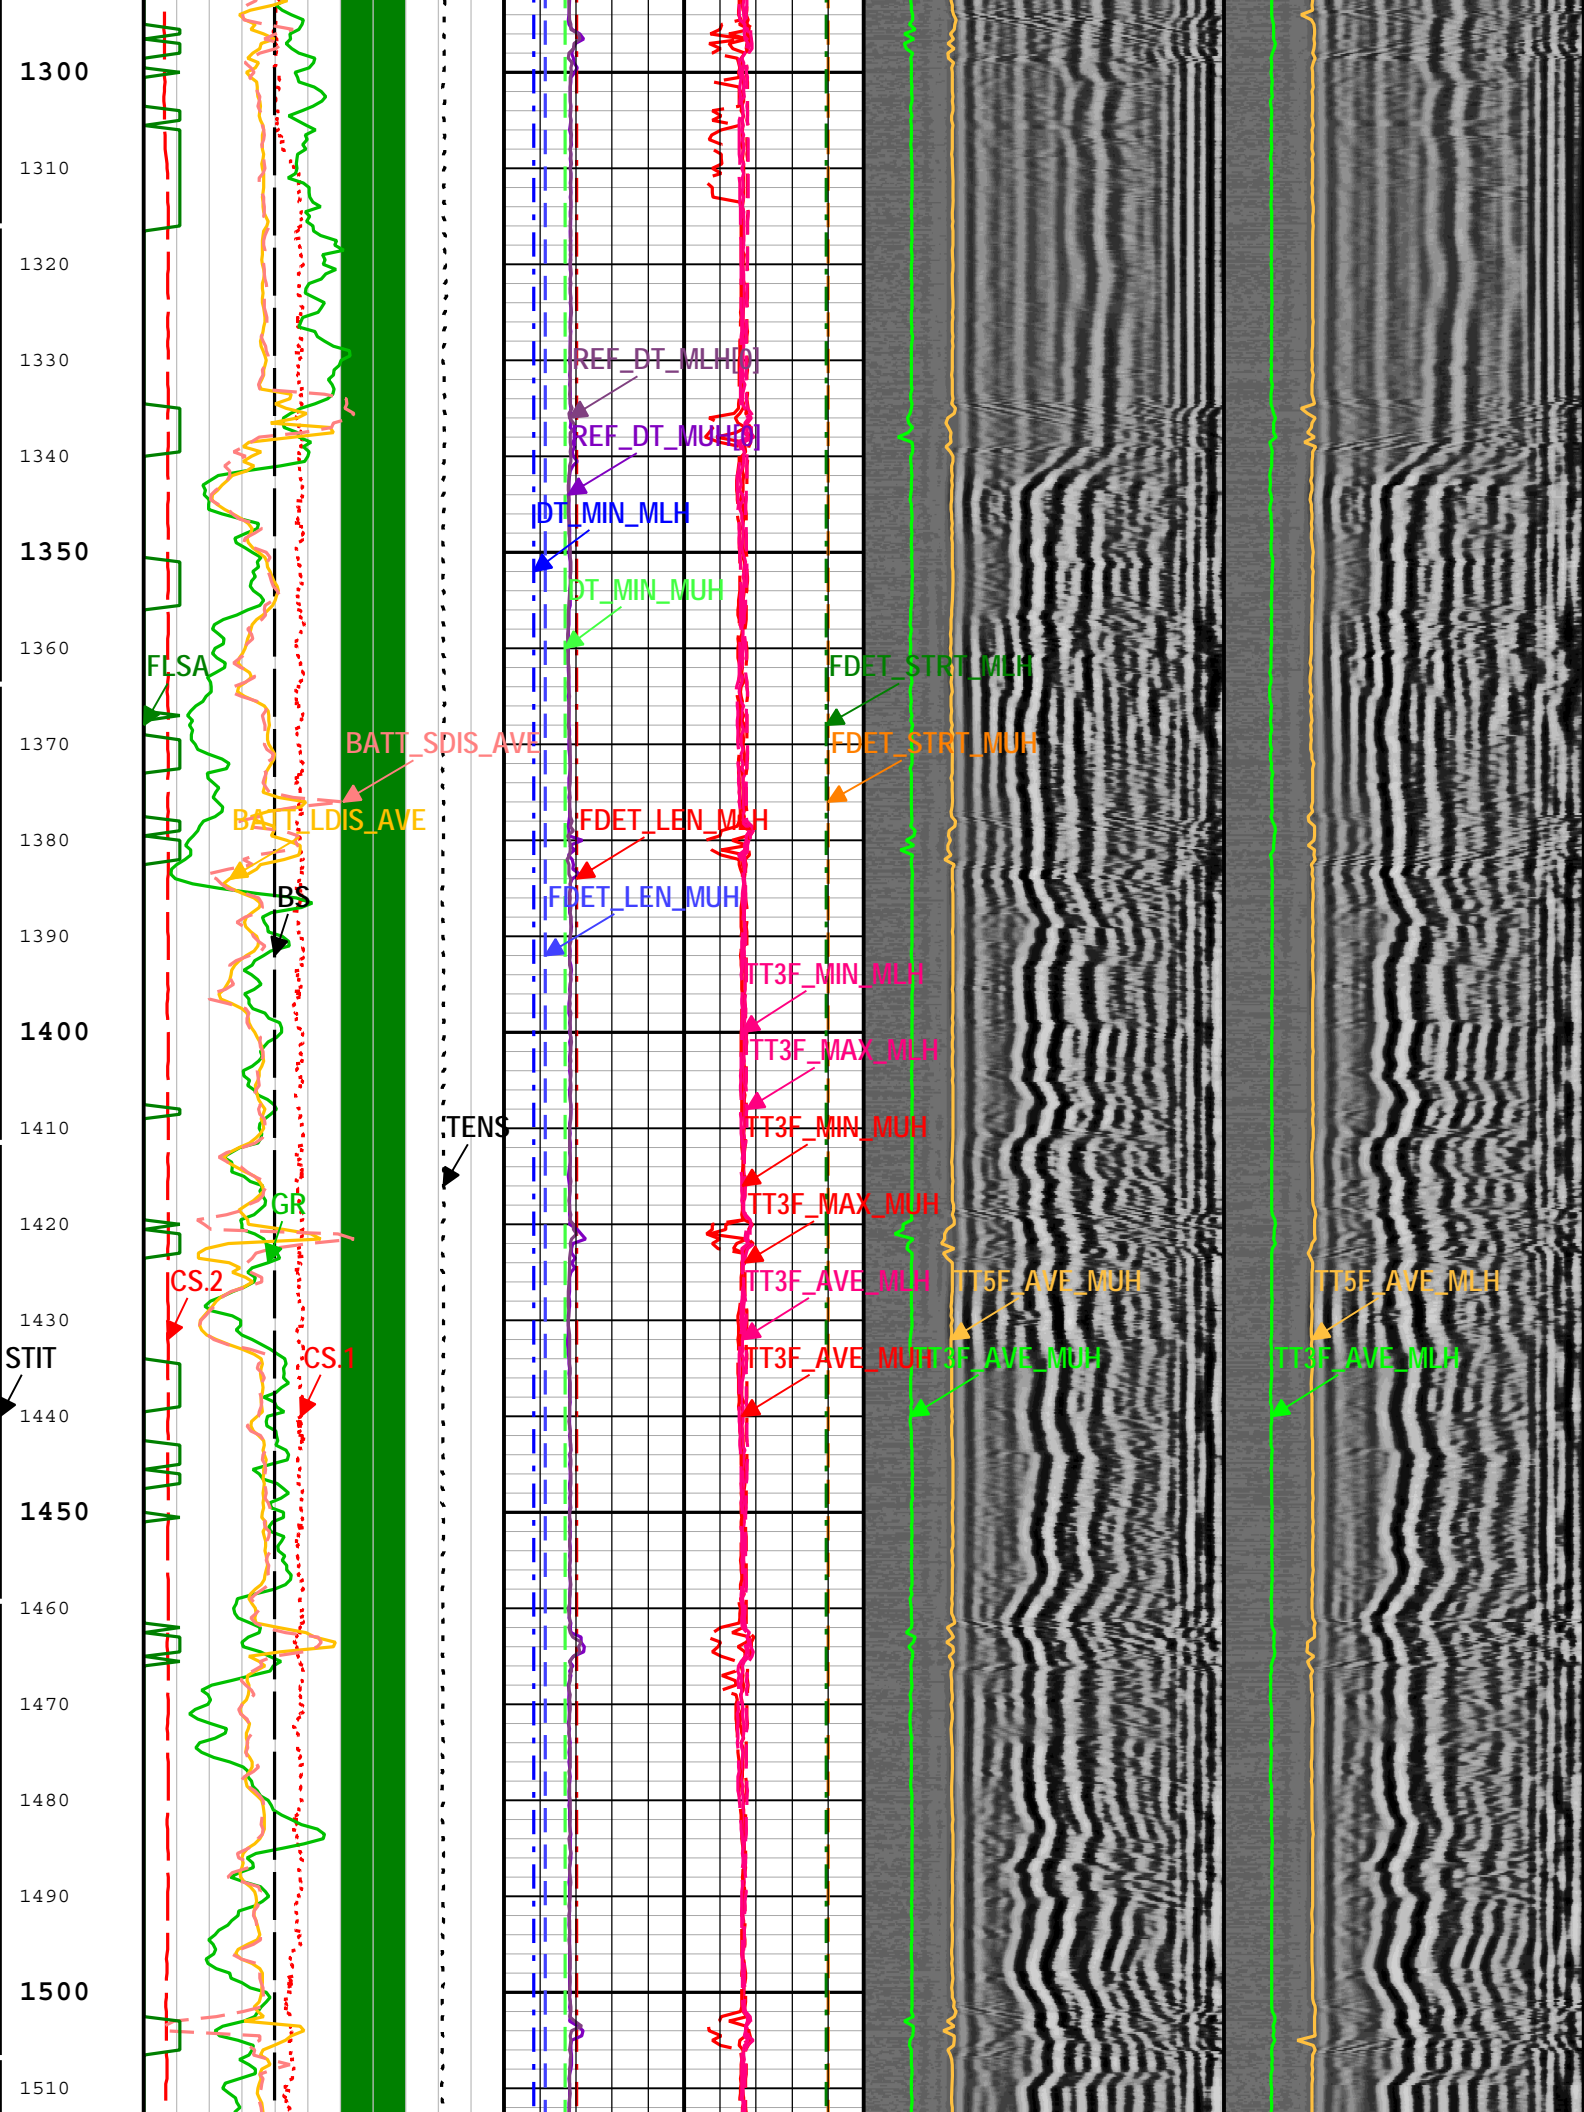 1300
1310
1320
1330
REF_DT_MLH[0]
REF_DT_MUH[0]
1340
DT_MIN_MLH
1350
DT_MIN_MUH
1360
FLSA
FDET_STRT_MLH
1370
BATT_SDIS_AVE
FDET_STRT_MUH
BATT_LDIS_AVE
FDET_LEN_MLH
1380
BS
FDET_LEN_MUH
1390
TT3F_MIN_MLH
1400
TT3F_MAX_MLH
1410
TENS
TT3F_MIN_MUH
GR
TT3F_MAX_MUH
1420
CS.2
TT3F_AVE_MLH
TT5F_AVE_MUH
TT5F_AVE_MLH
1430
STIT
CS.1
TT3F_AVE_MUH
TT3F_AVE_MUH
TT3F_AVE_MLH
1440
1450
1460
1470
1480
1490
1500
1510